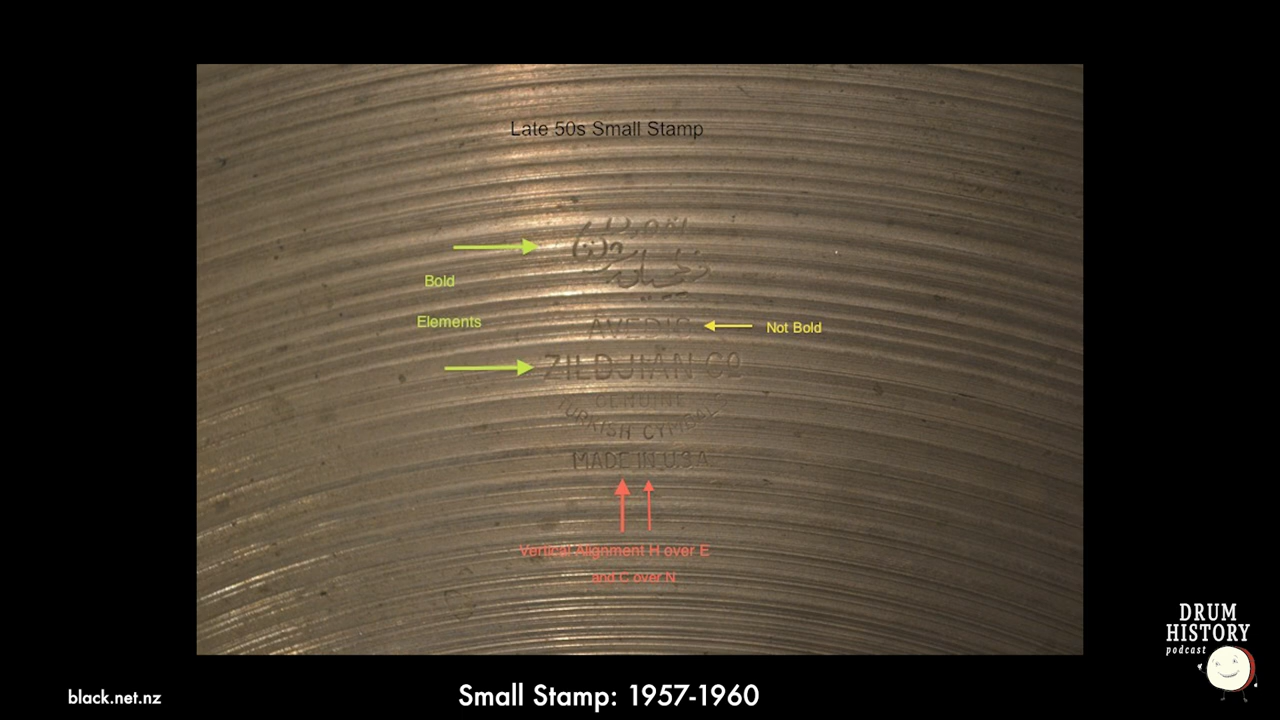 Late 50s Small Stamp
Bold
Elements
AVEDIS
Not Bold
ZILDJIAN CO
GENUINE
TURKISH CYMBALS
MADE IN U.S.A.
Vertical Alignment H over E
and C over N
DRUM
HISTORY
podcast
black.net.nz
Small Stamp: 1957-1960